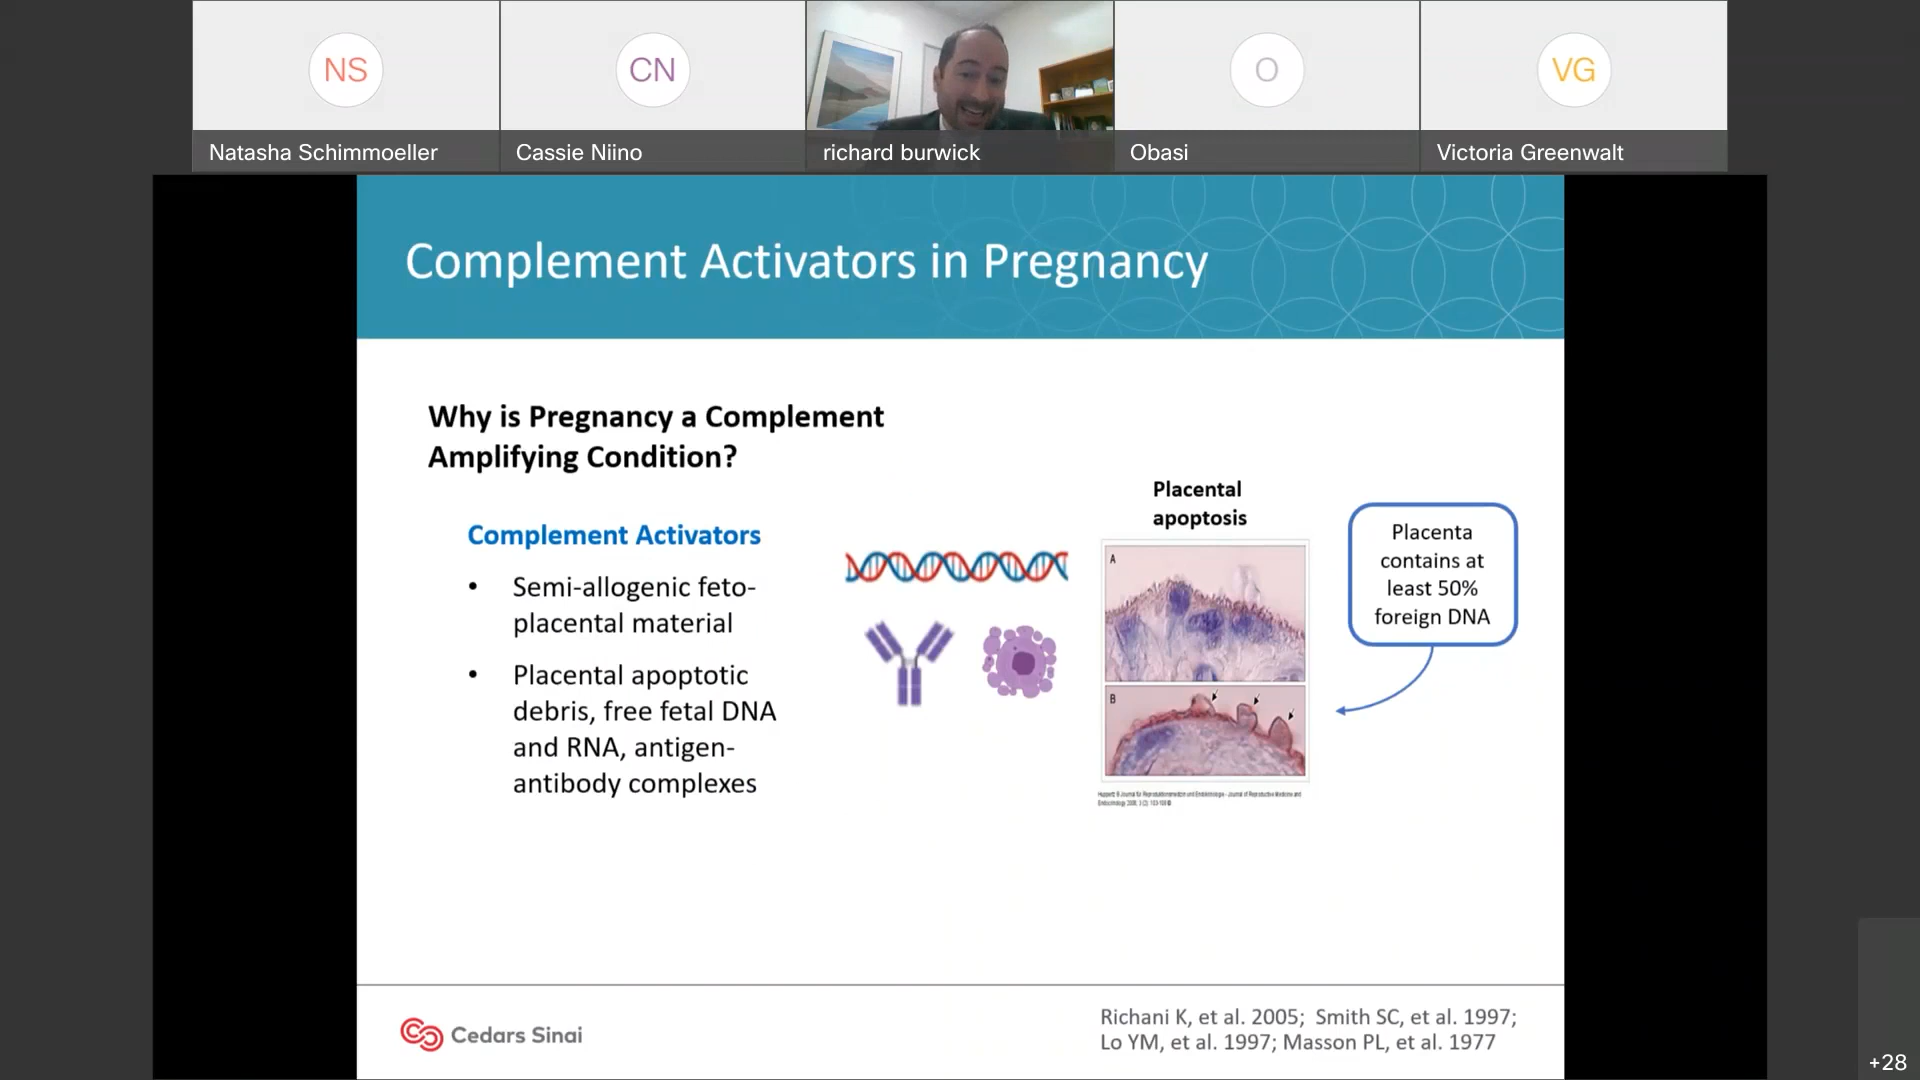 NS
CN
O
VG
Natasha Schimmoeller
Cassie Niino
richard burwick
Obasi
Victoria Greenwalt
Complement Activators in Pregnancy
Why is Pregnancy a Complement
Amplifying Condition?
Complement Activators
• Semi-allogenic feto-
placental material
• Placental apoptotic
debris, free fetal DNA
and RNA, antigen-
antibody complexes
Placental
apoptosis
A
B
Placenta
contains at
least 50%
foreign DNA
Cedars Sinai
Richani K, et al. 2005; Smith SC, et al. 1997;
Lo YM, et al. 1997; Masson PL, et al. 1977
+28